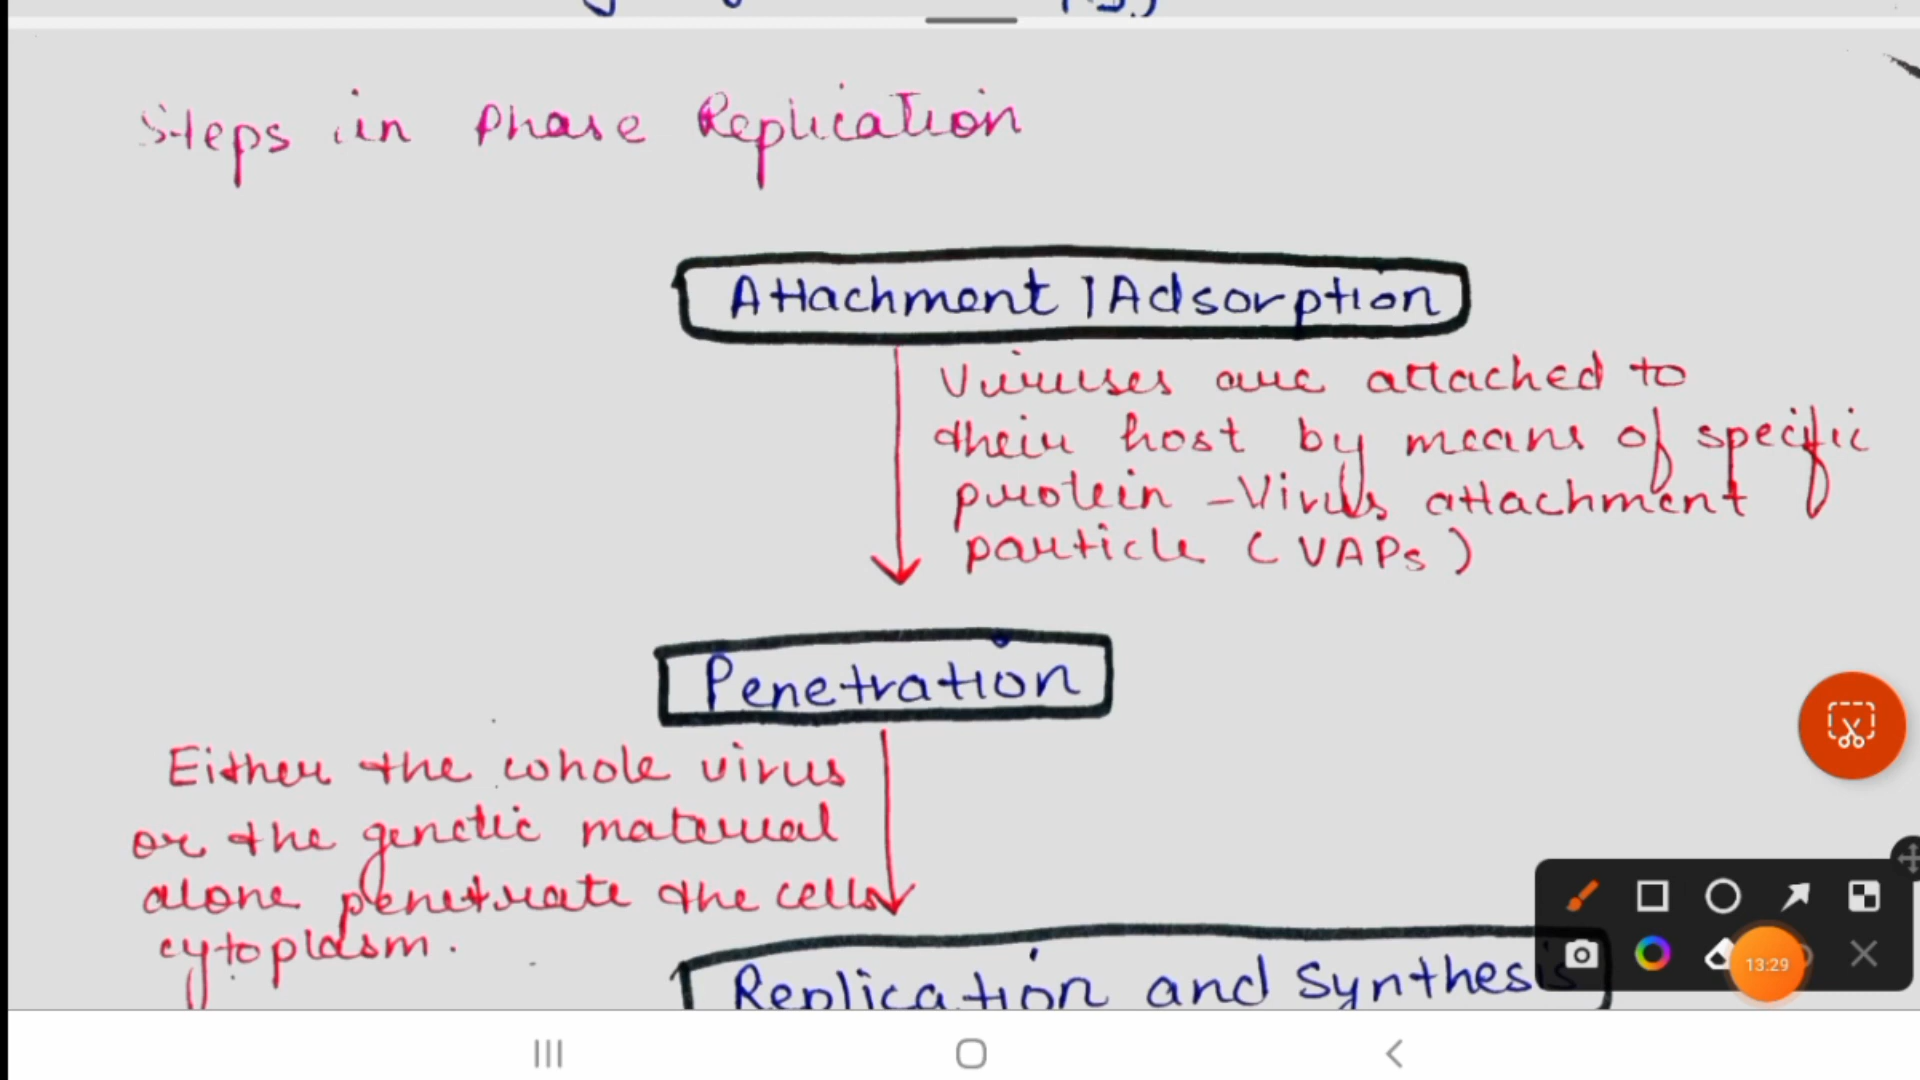 Steps in Phase Replication
Attachment / Adsorption
Viruses are attached to
their host by means of specific
protein - Virus attachment
particle (VAPs)
Penetration
Either the whole virus
or the genetic material
alone penetrate the cells
cytoplasm.
Replication and Synthesis
13:29